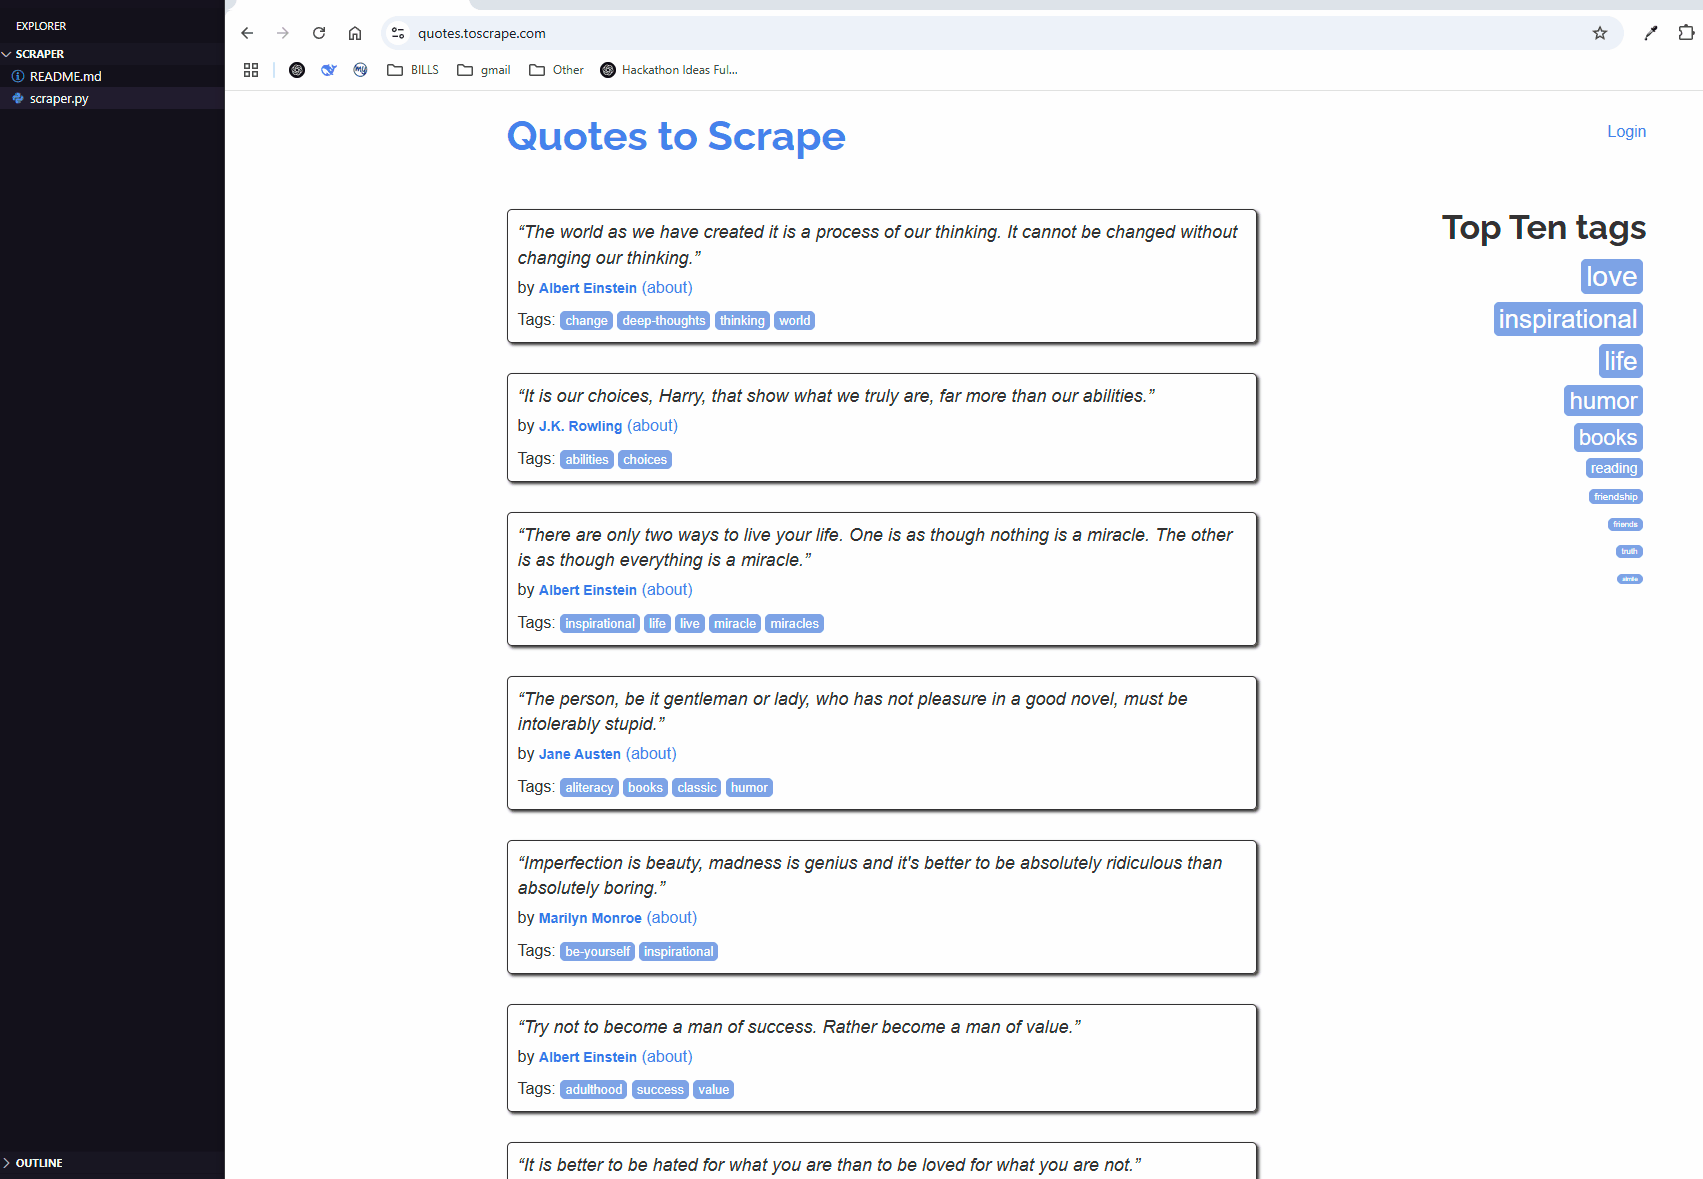 EXPLORER
SCRAPER
README.md
scraper.py
OUTLINE
quotes.toscrape.com
BILLS
gmail
Other
Hackathon Ideas Ful...
Quotes to Scrape
Login
“The world as we have created it is a process of our thinking. It cannot be changed without
changing our thinking.”
by Albert Einstein (about)
Tags: change deep-thoughts thinking world
“It is our choices, Harry, that show what we truly are, far more than our abilities.”
by J.K. Rowling (about)
Tags: abilities choices
“There are only two ways to live your life. One is as though nothing is a miracle. The other
is as though everything is a miracle.”
by Albert Einstein (about)
Tags: inspirational life live miracle miracles
“The person, be it gentleman or lady, who has not pleasure in a good novel, must be
intolerably stupid.”
by Jane Austen (about)
Tags: aliteracy books classic humor
“Imperfection is beauty, madness is genius and it's better to be absolutely ridiculous than
absolutely boring.”
by Marilyn Monroe (about)
Tags: be-yourself inspirational
“Try not to become a man of success. Rather become a man of value.”
by Albert Einstein (about)
Tags: adulthood success value
“It is better to be hated for what you are than to be loved for what you are not.”
Top Ten tags
love
inspirational
life
humor
books
reading
friendship
friends
truth
simile